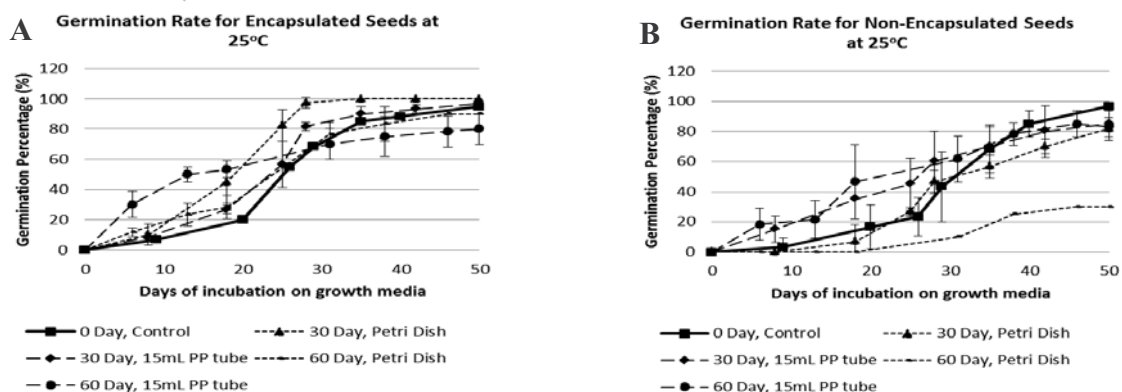 A
Germination Rate for Encapsulated Seeds at
25°C
Germination Percentage (%)
120
100
80
60
40
20
0
0 10 20 30 40 50
Days of incubation on growth media
0 Day, Control 30 Day, Petri Dish
30 Day, 15mL PP tube 60 Day, Petri Dish
60 Day, 15mL PP tube
B
Germination Rate for Non-Encapsulated Seeds
at 25°C
Germination Percentage (%)
120
100
80
60
40
20
0
0 10 20 30 40 50
Days of incubation on growth media
0 Day, Control 30 Day, Petri Dish
30 Day, 15mL PP tube 60 Day, Petri Dish
60 Day, 15mL PP tube